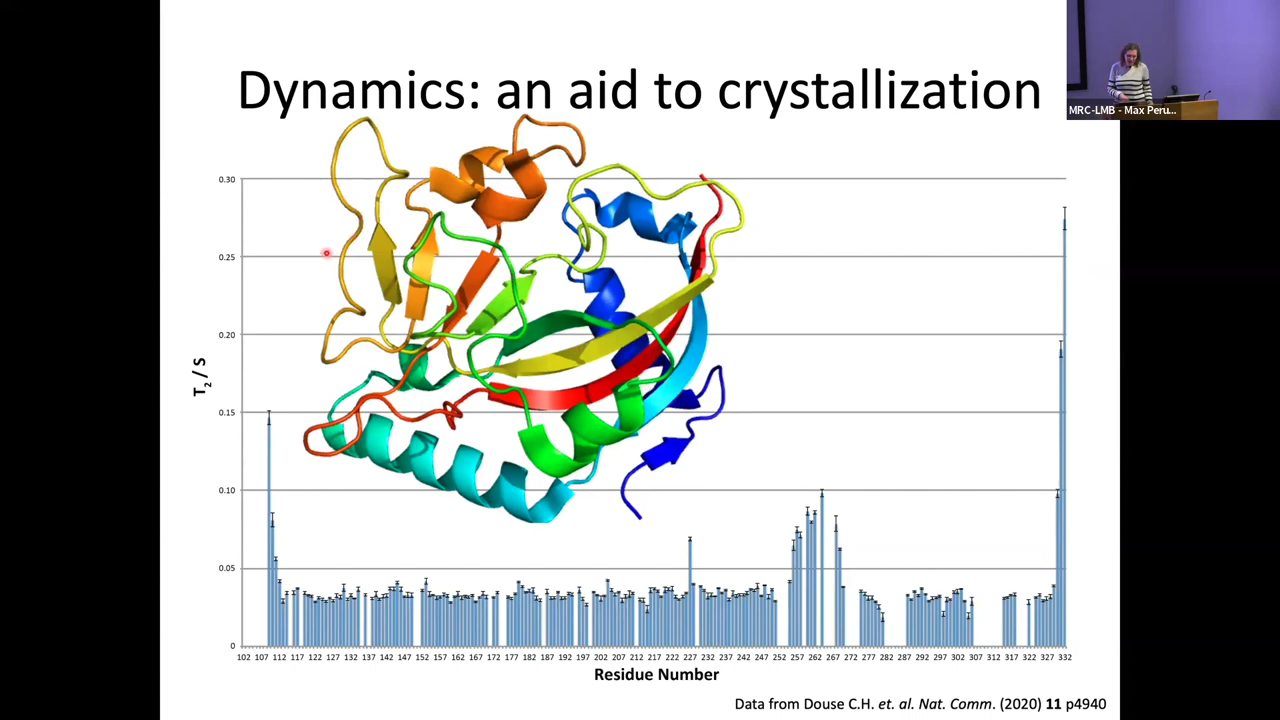 Dynamics: an aid to crystallization
MRC-LMB - Max Peru...
0.30
0.25
0.20
0.15
0.10
0.05
0
T2 / S
102 107 112 117 122 127 132 137 142 147 152 157 162 167 172 177 182 187 192 197 202 207 212 217 222 227 232 237 242 247 252 257 262 267 272 277 282 287 292 297 302 307 312 317 322 327 332
Residue Number
Data from Douse C.H. et. al. Nat. Comm. (2020) 11 p4940